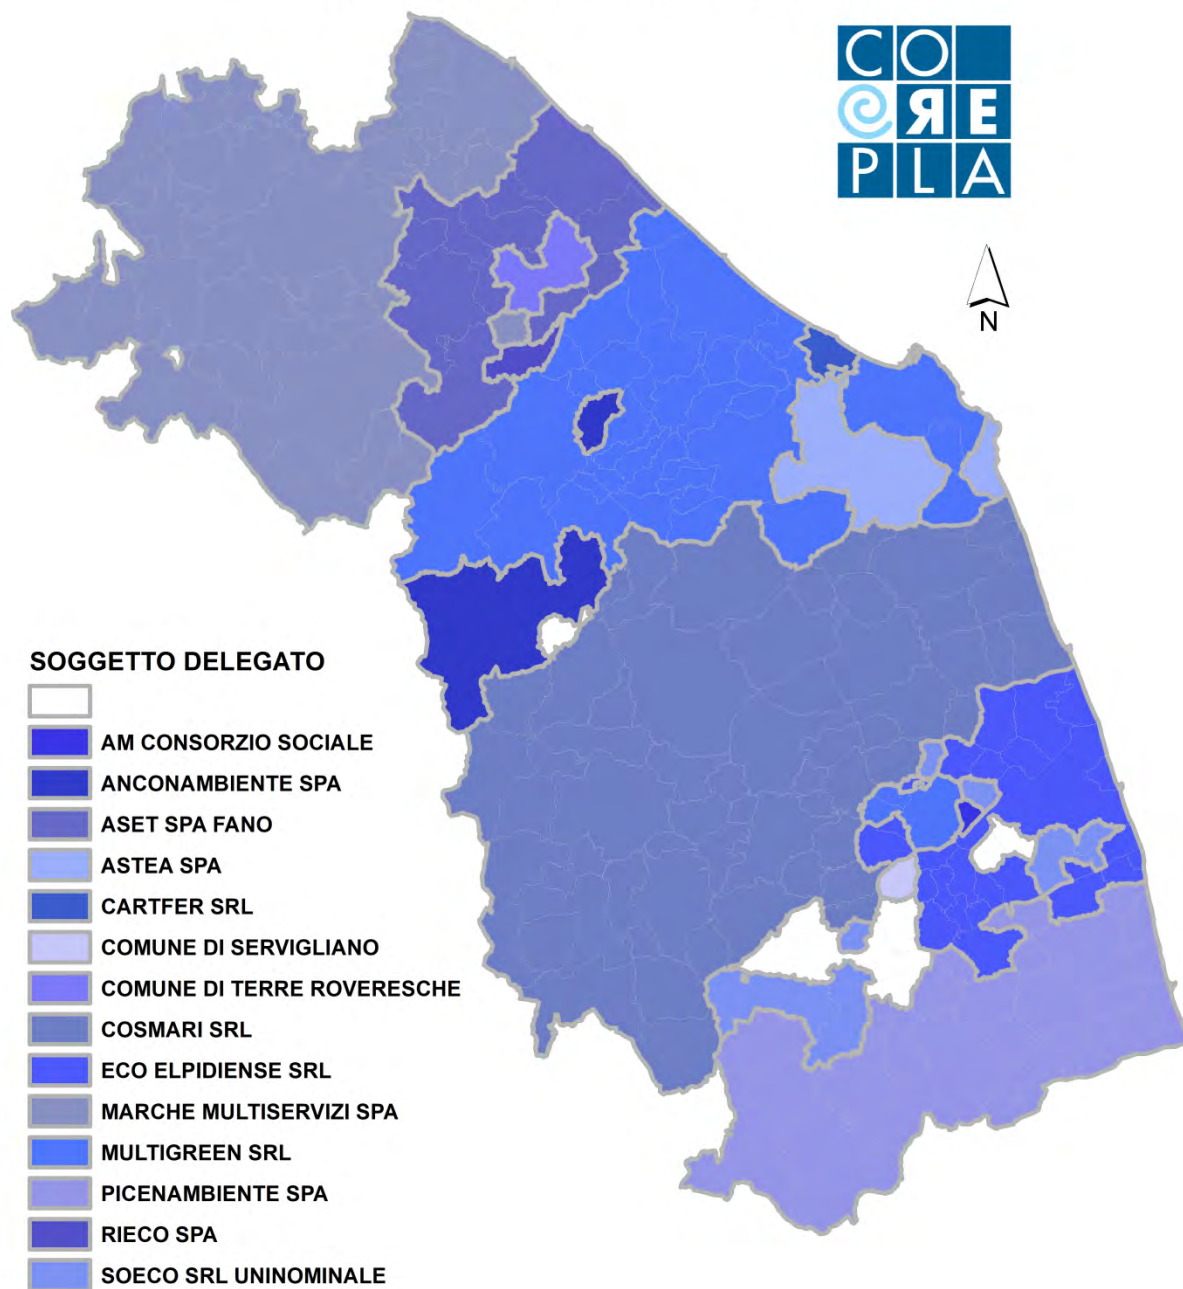 CO
RE
PLA
N
SOGGETTO DELEGATO
AM CONSORZIO SOCIALE
ANCONAMBIENTE SPA
ASET SPA FANO
ASTEA SPA
CARTFER SRL
COMUNE DI SERVIGLIANO
COMUNE DI TERRE ROVERESCHE
COSMARI SRL
ECO ELPIDIENSE SRL
MARCHE MULTISERVIZI SPA
MULTIGREEN SRL
PICENAMBIENTE SPA
RIECO SPA
SOECO SRL UNINOMINALE